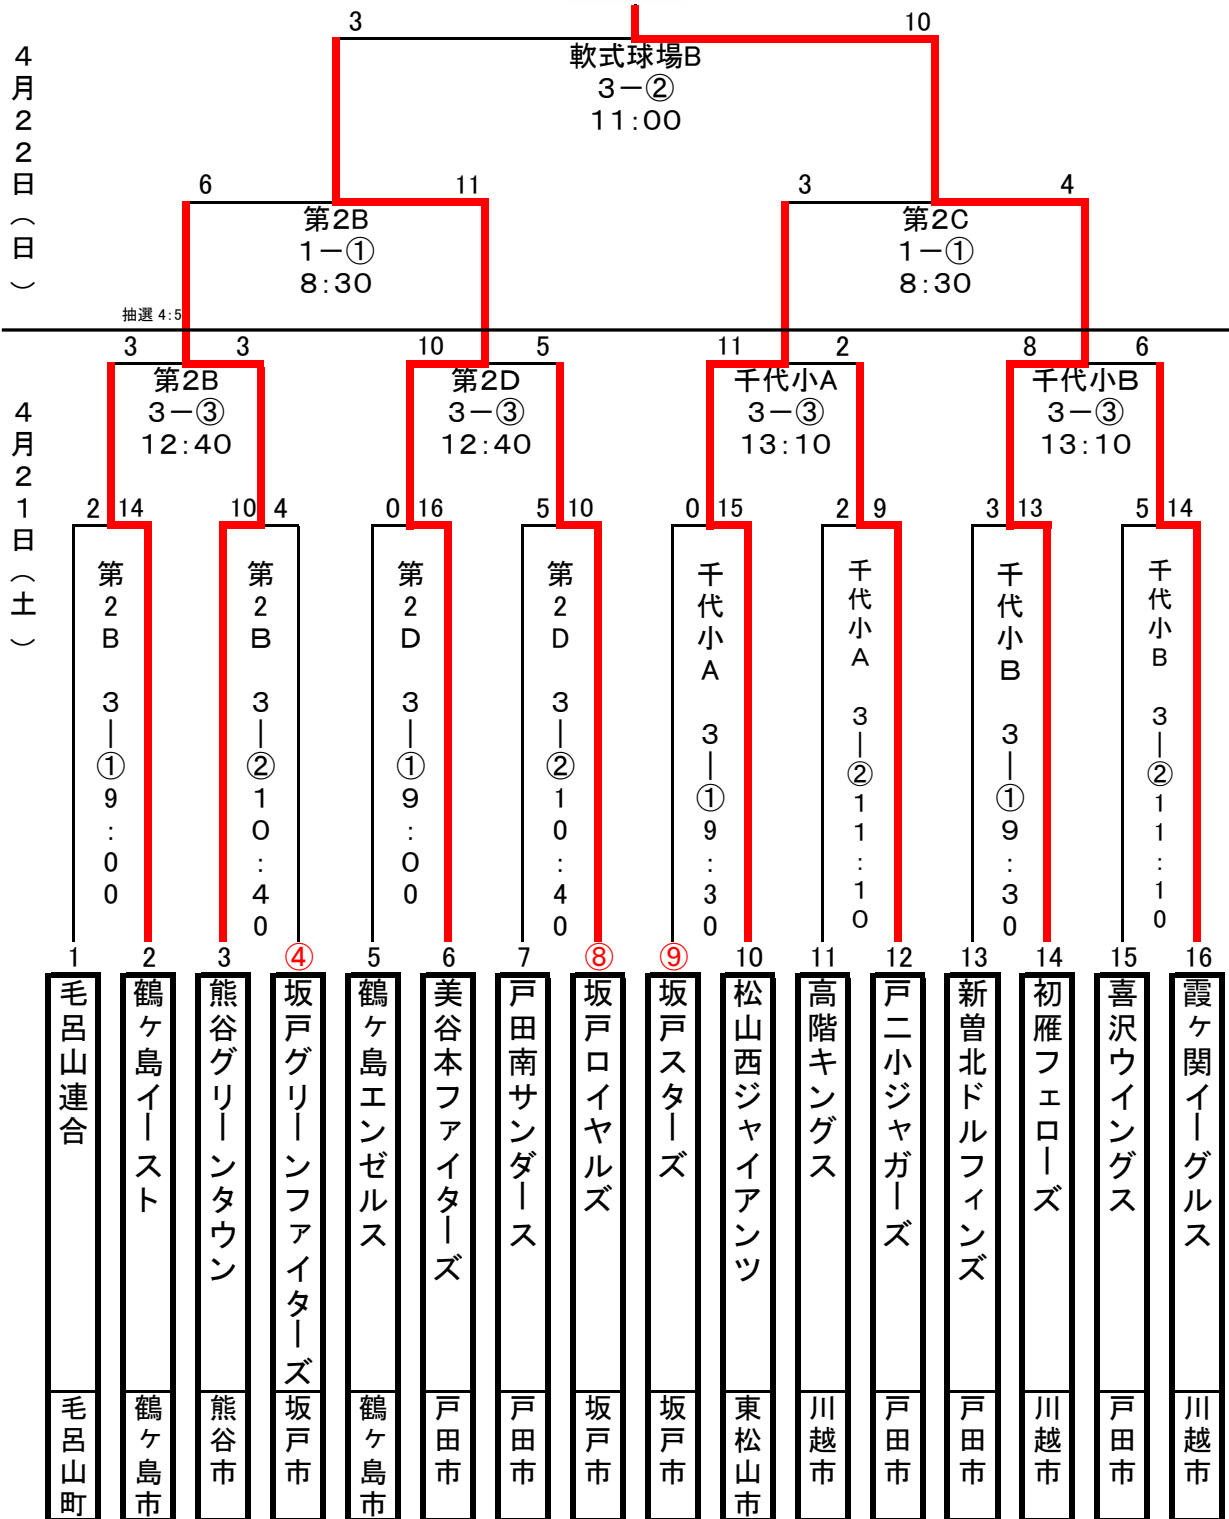 3 10
軟式球場B
3－②
11:00
4月22日（日）
6 11 3 4
第2B 第2C
1－① 1－①
8:30 8:30
抽選 4:5
3 3 10 5 11 2 8 6
第2B 第2D 千代小A 千代小B
3－③ 3－③ 3－③ 3－③
12:40 12:40 13:10 13:10
4月21日（土）
2 14 10 4 0 16 5 10 0 15 2 9 3 13 5 14
第2B 3－①9:00
第2B 3－②10:40
第2D 3－①9:00
第2D 3－②10:40
千代小A 3－①9:30
千代小A 3－②11:10
千代小B 3－①9:30
千代小B 3－②11:10
1 2 3 ④ 5 6 7 ⑧ ⑨ 10 11 12 13 14 15 16
毛呂山連合
鶴ヶ島イースト
熊谷グリーンタウン
坂戸グリーンファイターズ
鶴ヶ島エンゼルス
美谷本ファイターズ
戸田南サンダース
坂戸ロイヤルズ
坂戸スターズ
松山西ジャイアンツ
高階キングス
戸二小ジャガーズ
新曽北ドルフィンズ
初雁フェローズ
喜沢ウイングス
霞ヶ関イーグルス
毛呂山町
鶴ヶ島市
熊谷市
坂戸市
鶴ヶ島市
戸田市
戸田市
坂戸市
坂戸市
東松山市
川越市
戸田市
戸田市
川越市
戸田市
川越市